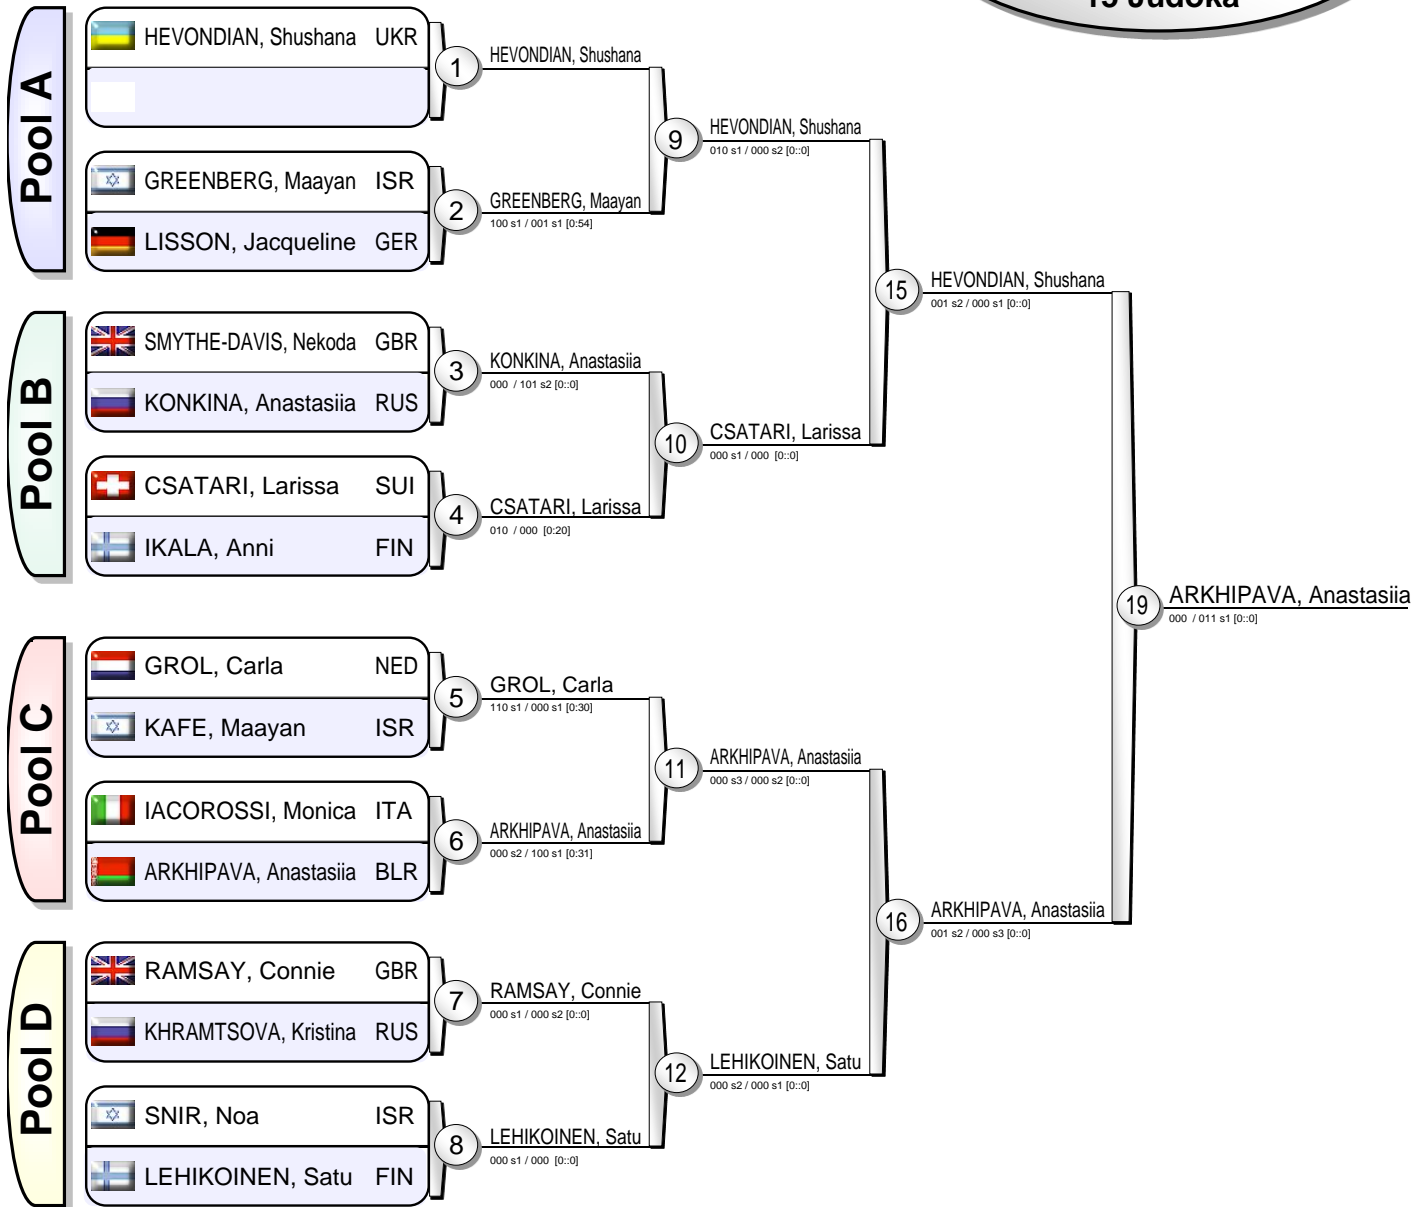 15 Judoka
Pool A
HEVONDIAN, Shushana UKR
GREENBERG, Maayan ISR
LISSON, Jacqueline GER
Pool B
SMYTHE-DAVIS, Nekoda GBR
KONKINA, Anastasiia RUS
CSATARI, Larissa SUI
IKALA, Anni FIN
Pool C
GROL, Carla NED
KAFE, Maayan ISR
IACOROSSI, Monica ITA
ARKHIPAVA, Anastasiia BLR
Pool D
RAMSAY, Connie GBR
KHRAMTSOVA, Kristina RUS
SNIR, Noa ISR
LEHIKOINEN, Satu FIN
1
HEVONDIAN, Shushana
2
GREENBERG, Maayan
100 s1 / 001 s1 [0:54]
3
KONKINA, Anastasiia
000 / 101 s2 [0::0]
4
CSATARI, Larissa
010 / 000 [0:20]
5
GROL, Carla
110 s1 / 000 s1 [0:30]
6
ARKHIPAVA, Anastasiia
000 s2 / 100 s1 [0:31]
7
RAMSAY, Connie
000 s1 / 000 s2 [0::0]
8
LEHIKOINEN, Satu
000 s1 / 000 [0::0]
9
HEVONDIAN, Shushana
010 s1 / 000 s2 [0::0]
10
CSATARI, Larissa
000 s1 / 000 [0::0]
11
ARKHIPAVA, Anastasiia
000 s3 / 000 s2 [0::0]
12
LEHIKOINEN, Satu
000 s2 / 000 s1 [0::0]
15
HEVONDIAN, Shushana
001 s2 / 000 s1 [0::0]
16
ARKHIPAVA, Anastasiia
001 s2 / 000 s3 [0::0]
19
ARKHIPAVA, Anastasiia
000 / 011 s1 [0::0]